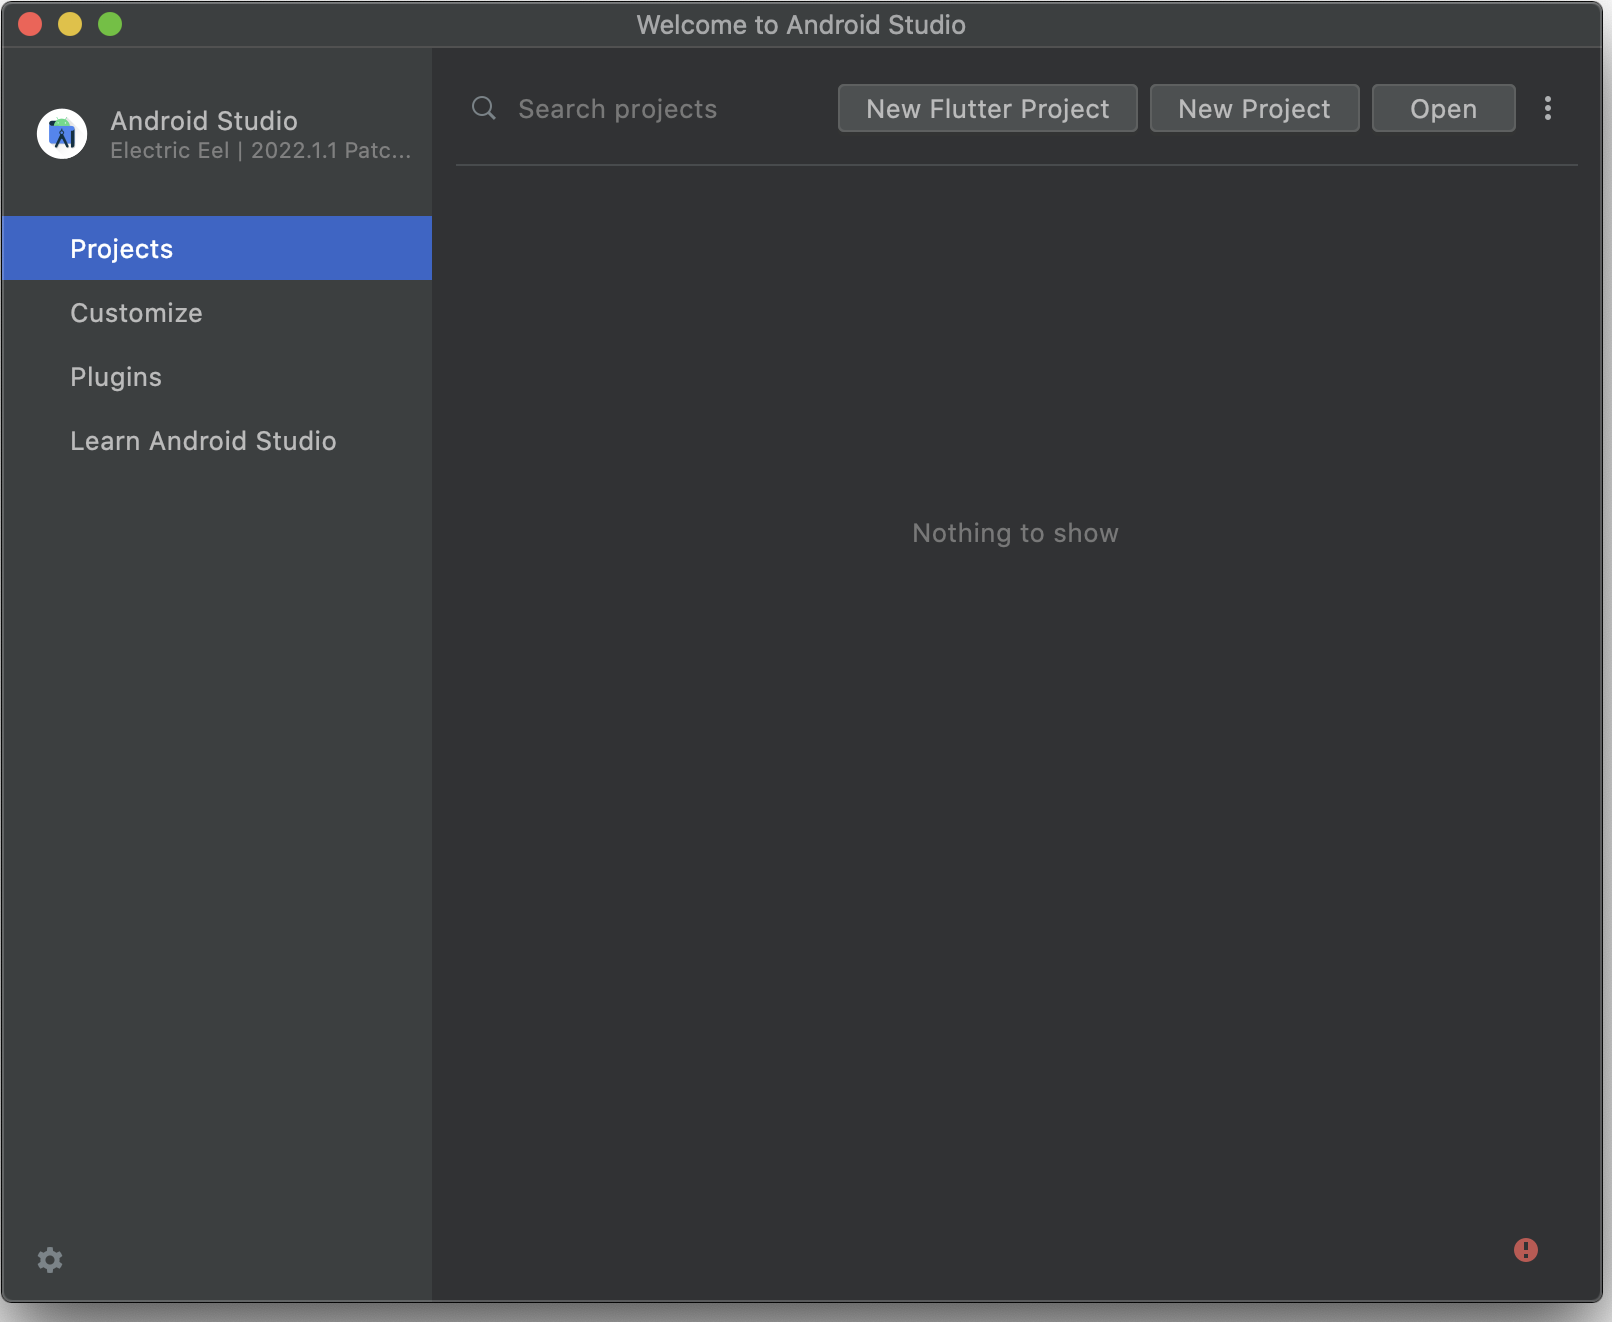 Welcome to Android Studio
Android Studio
Electric Eel | 2022.1.1 Patc...
Projects
Customize
Plugins
Learn Android Studio
Search projects
New Flutter Project
New Project
Open
Nothing to show